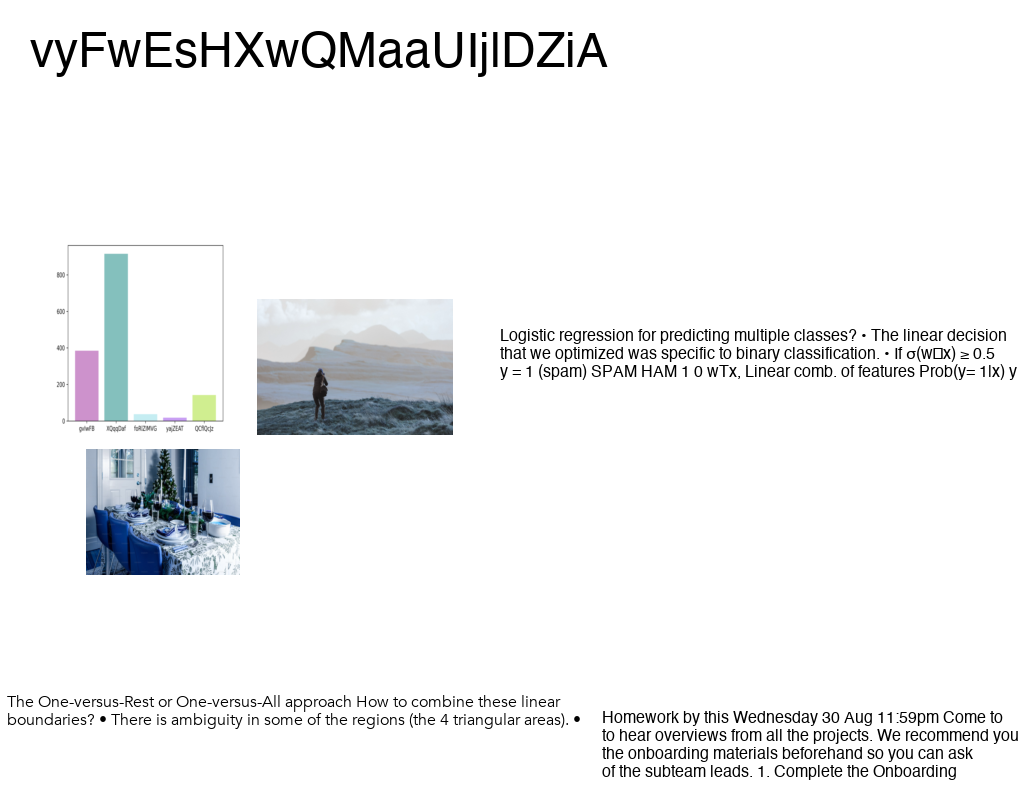 vyFwEsHXwQMaaUIjlDZiA
800
600
400
200
0
XQqqDaf
yajZEAT
Logistic regression for predicting multiple classes? • The linear decision
that we optimized was specific to binary classification. • If σ(w□x) ≥ 0.5
y = 1 (spam) SPAM HAM 1 0 wTx, Linear comb. of features Prob(y= 1|x) y
The One-versus-Rest or One-versus-All approach How to combine these linear
boundaries? • There is ambiguity in some of the regions (the 4 triangular areas). •
Homework by this Wednesday 30 Aug 11:59pm Come to
to hear overviews from all the projects. We recommend you
the onboarding materials beforehand so you can ask
of the subteam leads. 1. Complete the Onboarding